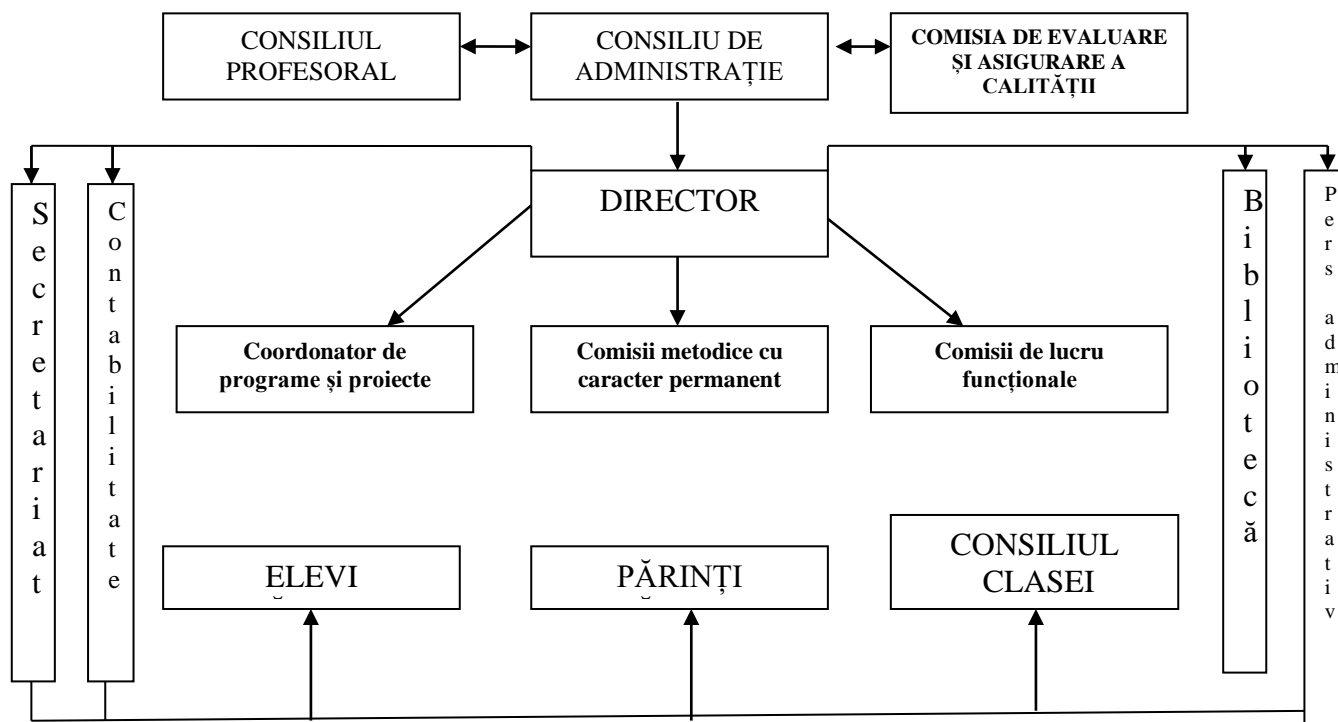 CONSILIUL
PROFESORAL
CONSILIU DE
ADMINISTRAȚIE
COMISIA DE EVALUARE
ȘI ASIGURARE A
CALITĂȚII
DIRECTOR
Secretariat
Contabilitate
Bibliotecă
Pers administrativ
Coordonator de
programe și proiecte
Comisii metodice cu
caracter permanent
Comisii de lucru
funcționale
ELEVI
PĂRINȚI
CONSILIUL
CLASEI